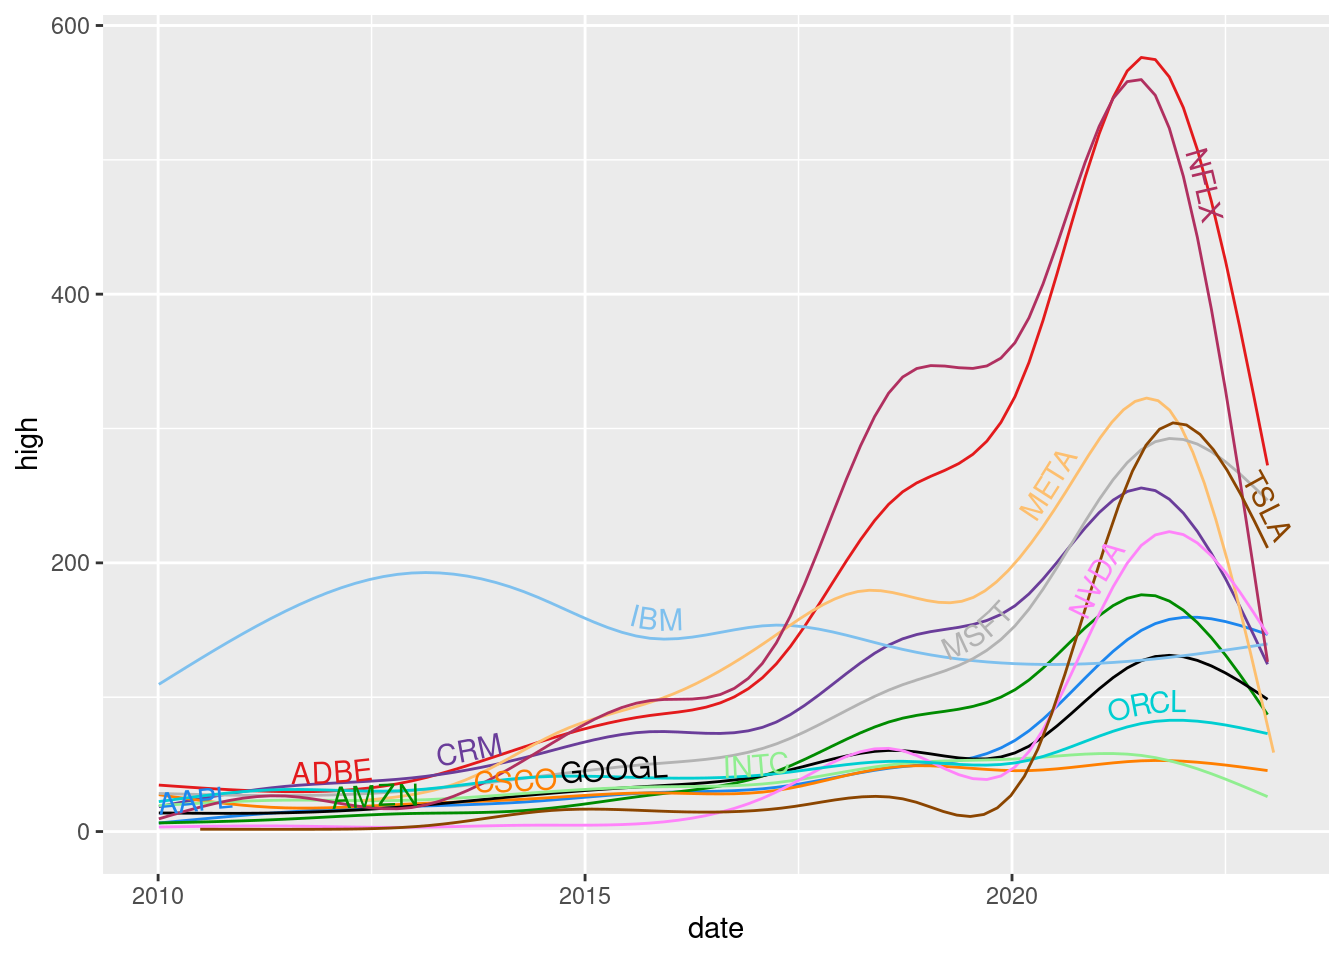 600
400
200
0
high
NFLX
META
TSLA
NVDA
MSFT
IBM
ORCL
CRM
ADBE
GOOGL
INTC
CSCO
AMZN
AAPL
2010
2015
2020
date